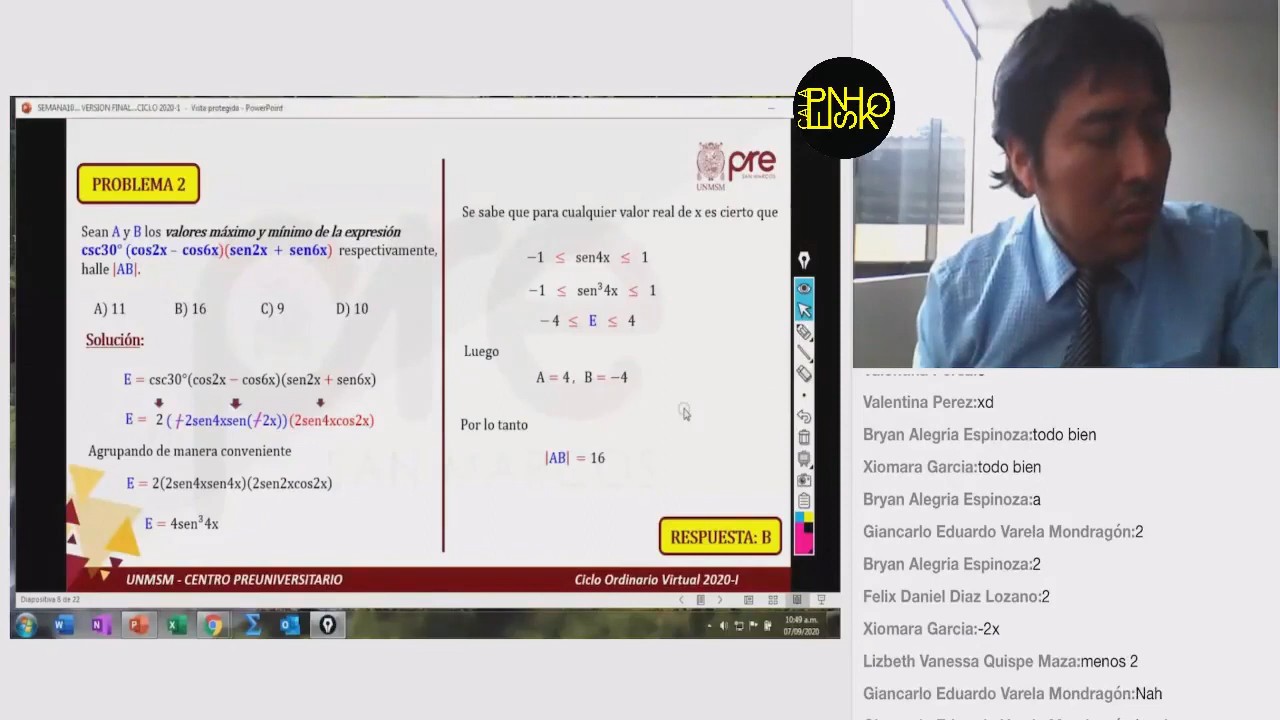 SEMANA10... VERSION FINAL...CICLO 2020-1 - Vista protegida - PowerPoint
CALA
PENHO
ESK
PROBLEMA 2
Sean A y B los valores máximo y mínimo de la expresión
csc30° (cos2x – cos6x)(sen2x + sen6x) respectivamente,
halle |AB|.
A) 11 B) 16 C) 9 D) 10
Solución:
E = csc30°(cos2x – cos6x)(sen2x + sen6x)
E = 2 (-2sen4xsen(-2x))(2sen4xcos2x)
Agrupando de manera conveniente
E = 2(2sen4xsen4x)(2sen2xcos2x)
E = 4sen³4x
UNMSM
pre
SAN MARCOS
Se sabe que para cualquier valor real de x es cierto que
−1 ≤ sen4x ≤ 1
−1 ≤ sen³4x ≤ 1
−4 ≤ E ≤ 4
Luego
A = 4, B = −4
Por lo tanto
|AB| = 16
RESPUESTA: B
UNMSM - CENTRO PREUNIVERSITARIO
Ciclo Ordinario Virtual 2020-I
Diapositiva 8 de 22
10:49 a.m.
07/09/2020
Valentina Perez:xd
Bryan Alegria Espinoza:todo bien
Xiomara Garcia:todo bien
Bryan Alegria Espinoza:a
Giancarlo Eduardo Varela Mondragón:2
Bryan Alegria Espinoza:2
Felix Daniel Diaz Lozano:2
Xiomara Garcia:-2x
Lizbeth Vanessa Quispe Maza:menos 2
Giancarlo Eduardo Varela Mondragón:Nah